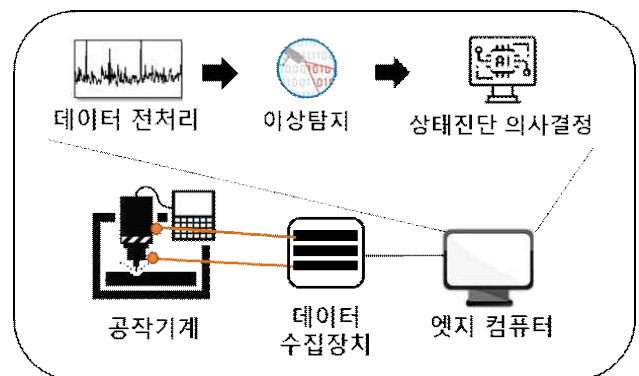 데이터 전처리
이상탐지
상태진단 의사결정
AI
공작기계
데이터
수집장치
엣지 컴퓨터